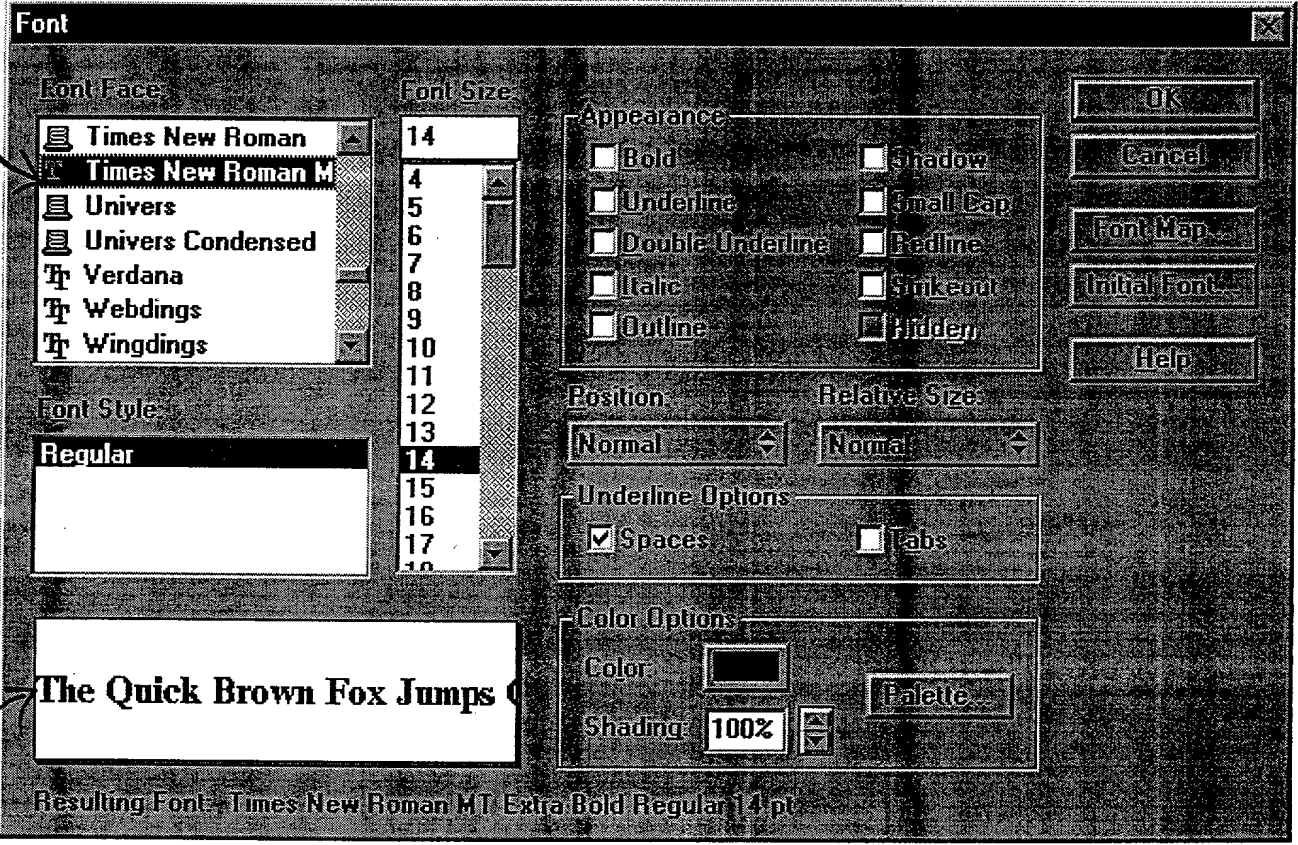 Font
Font Face:
Times New Roman
Times New Roman M
Univers
Univers Condensed
Verdana
Webdings
Wingdings
Font Style:
Regular
Font Size:
14
4
5
6
7
8
9
10
11
12
13
14
15
16
17
18
Appearance
Bold
Underline
Double Underline
Italic
Outline
Shadow
Small Cap
Redline
Strikeout
Hidden
Position:
Normal
Relative Size:
Normal
Underline Options
Spaces
Tabs
Color Options
Color:
Shading:
100%
Palette...
OK
Cancel
Font Map...
Initial Font...
Help
The Quick Brown Fox Jumps
Resulting Font: Times New Roman MT Extra Bold Regular 14 pt